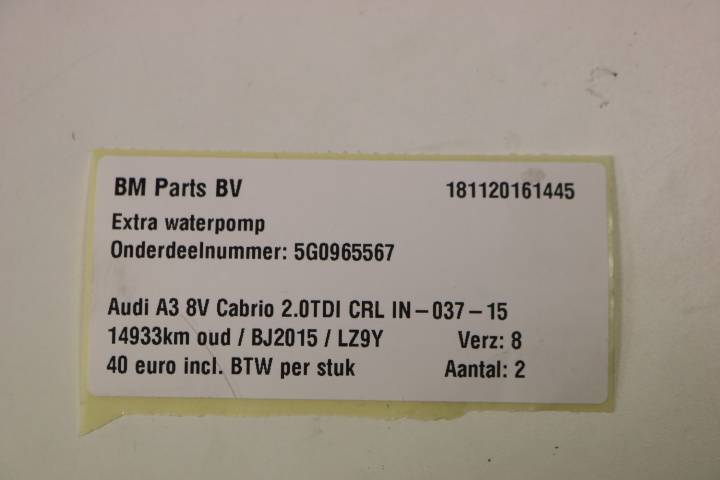 BM Parts BV 181120161445
Extra waterpomp
Onderdeelnummer: 5G0965567
Audi A3 8V Cabrio 2.0TDI CRL IN-037-15
14933km oud / BJ2015 / LZ9Y Verz: 8
40 euro incl. BTW per stuk Aantal: 2